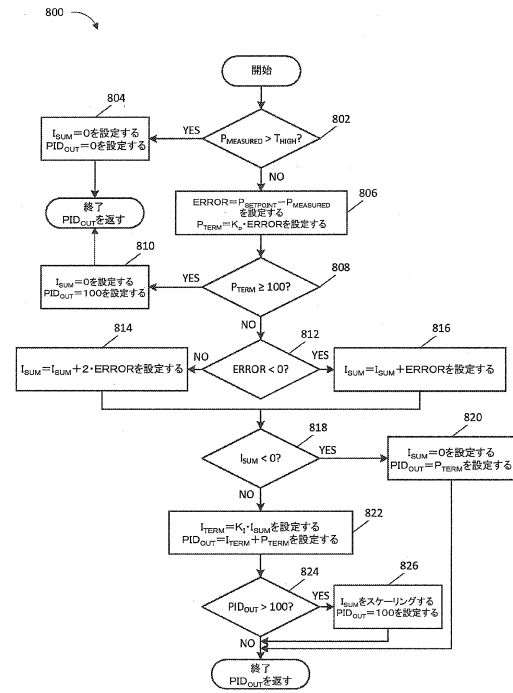 800
開始
802
P_MEASURED > T_HIGH?
YES
NO
804
I_SUM=0を設定する
PID_OUT=0を設定する
終了
PID_OUTを返す
806
ERROR=P_SETPOINT−P_MEASURED
を設定する
P_TERM=K_p・ERRORを設定する
808
P_TERM ≥ 100?
YES
NO
810
I_SUM=0を設定する
PID_OUT=100を設定する
812
ERROR < 0?
NO
YES
814
I_SUM=I_SUM+2・ERRORを設定する
816
I_SUM=I_SUM+ERRORを設定する
818
I_SUM < 0?
YES
NO
820
I_SUM=0を設定する
PID_OUT=P_TERMを設定する
822
I_TERM=K_I・I_SUMを設定する
PID_OUT=I_TERM+P_TERMを設定する
824
PID_OUT > 100?
YES
NO
826
I_SUMをスケーリングする
PID_OUT=100を設定する
終了
PID_OUTを返す